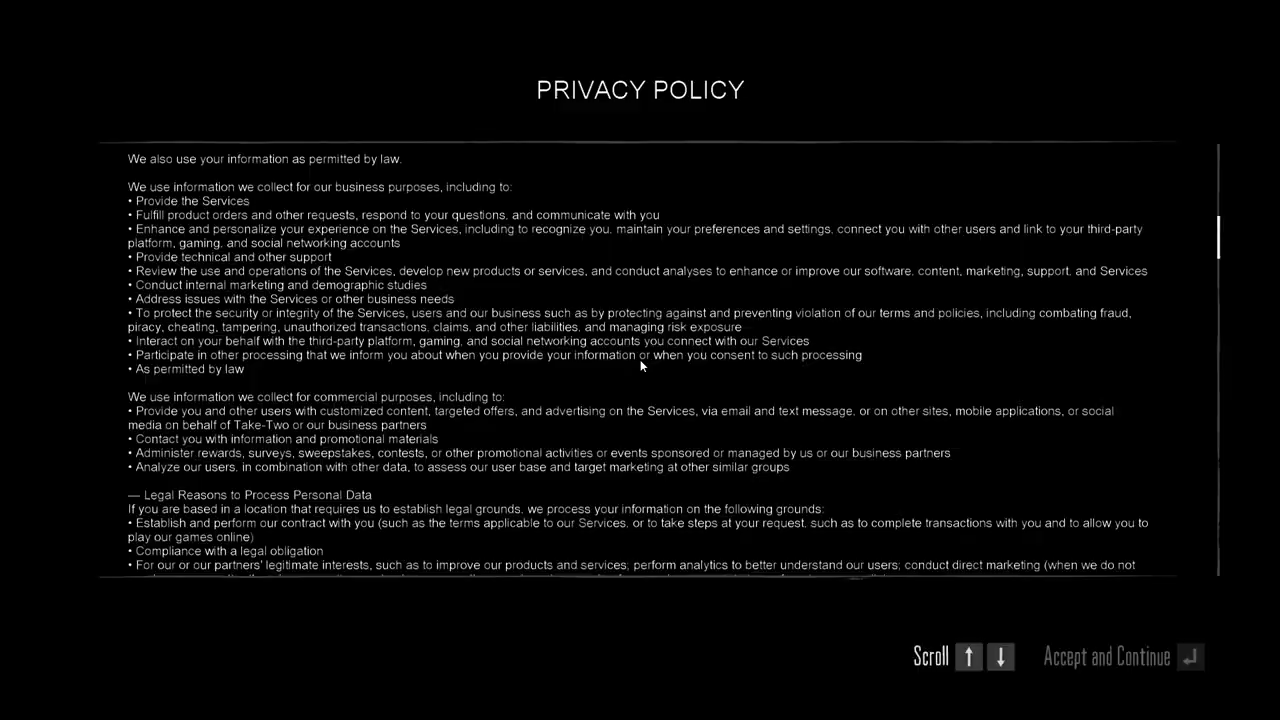 PRIVACY POLICY
We also use your information as permitted by law.
We use information we collect for our business purposes, including to:
• Provide the Services
• Fulfill product orders and other requests, respond to your questions, and communicate with you
• Enhance and personalize your experience on the Services, including to recognize you, maintain your preferences and settings, connect you with other users and link to your third-party
platform, gaming, and social networking accounts
• Provide technical and other support
• Review the use and operations of the Services, develop new products or services, and conduct analyses to enhance or improve our software, content, marketing, support, and Services
• Conduct internal marketing and demographic studies
• Address issues with the Services or other business needs
• To protect the security or integrity of the Services, users and our business such as by protecting against and preventing violation of our terms and policies, including combating fraud,
piracy, cheating, tampering, unauthorized transactions, claims, and other liabilities, and managing risk exposure
• Interact on your behalf with the third-party platform, gaming, and social networking accounts you connect with our Services
• Participate in other processing that we inform you about when you provide your information or when you consent to such processing
• As permitted by law
We use information we collect for commercial purposes, including to:
• Provide you and other users with customized content, targeted offers, and advertising on the Services, via email and text message, or on other sites, mobile applications, or social
media on behalf of Take-Two or our business partners
• Contact you with information and promotional materials
• Administer rewards, surveys, sweepstakes, contests, or other promotional activities or events sponsored or managed by us or our business partners
• Analyze our users, in combination with other data, to assess our user base and target marketing at other similar groups
— Legal Reasons to Process Personal Data
If you are based in a location that requires us to establish legal grounds, we process your information on the following grounds:
• Establish and perform our contract with you (such as the terms applicable to our Services, or to take steps at your request, such as to complete transactions with you and to allow you to
play our games online)
• Compliance with a legal obligation
• For our or our partners' legitimate interests, such as to improve our products and services; perform analytics to better understand our users; conduct direct marketing (when we do not
Scroll ↑ ↓ Accept and Continue ↵